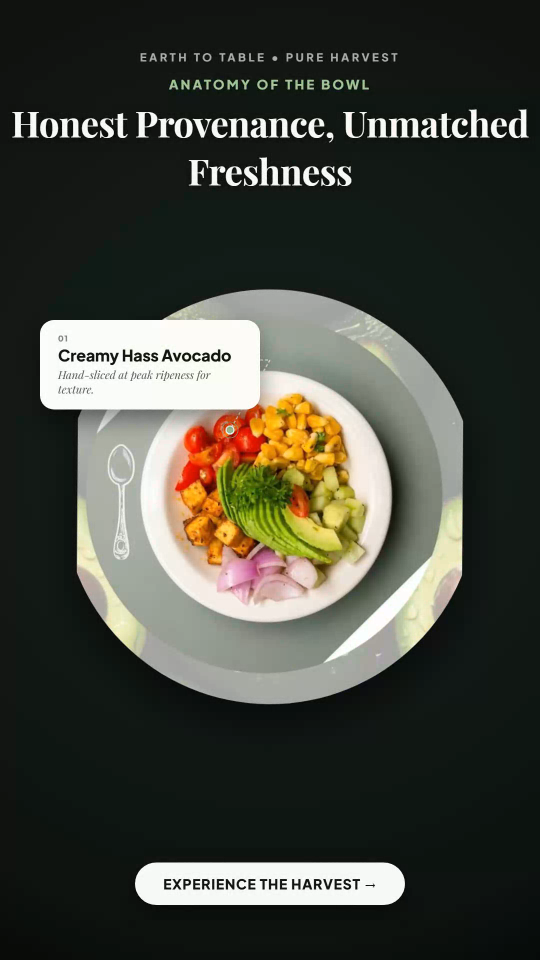 EARTH TO TABLE • PURE HARVEST
ANATOMY OF THE BOWL
Honest Provenance, Unmatched
Freshness
01
Creamy Hass Avocado
Hand-sliced at peak ripeness for
texture.
EXPERIENCE THE HARVEST →